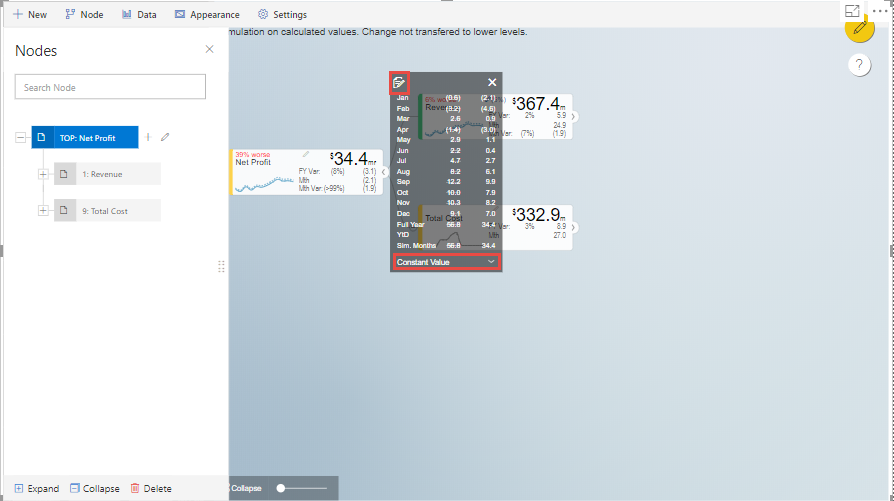 New Node Data Appearance Settings
mulation on calculated values. Change not transfered to lower levels.
Nodes
Search Node
TOP: Net Profit
1: Revenue
9: Total Cost
Expand Collapse Delete
Collapse
39% worse
Net Profit
$34.4m
FY Var: (8%) (3.1)
Mth (2.1)
Mth Var: (>99%) (1.9)
Jan (0.6) (2.1)
Feb (3.2) (4.6)
Mar 2.6 0.9
Apr (1.4) (3.0)
May 2.9 1.1
Jun 2.2 0.4
Jul 4.7 2.7
Aug 8.2 6.1
Sep 12.2 9.9
Oct 10.0 7.9
Nov 10.3 8.2
Dec 9.1 7.0
Full Year 34.4
YtD
Sim. Months 34.4
Constant Value
$367.4m
Var: 2% 5.9
24.9
Var: (7%) (1.9)
Total Cost
$332.9m
Var: 3% 8.9
Mth 27.0
?